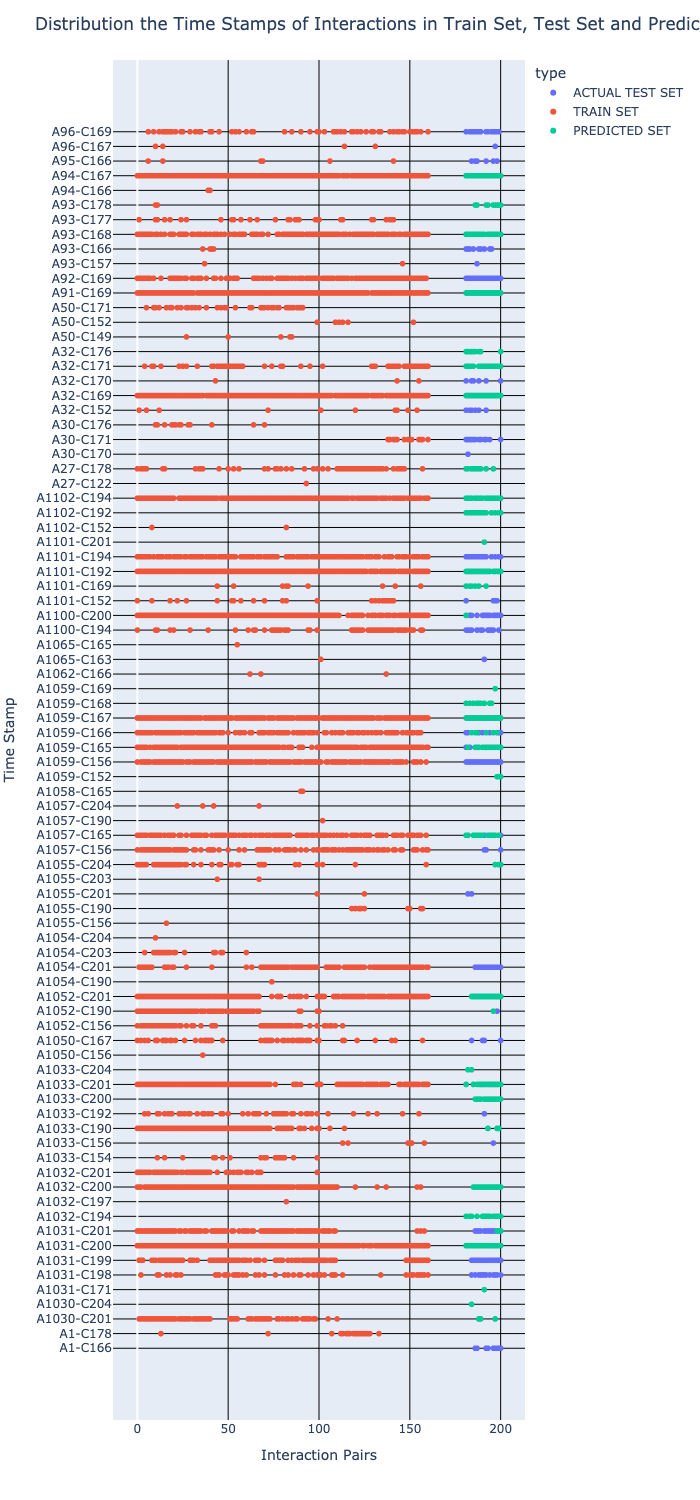 Distribution the Time Stamps of Interactions in Train Set, Test Set and Predic
type
ACTUAL TEST SET
TRAIN SET
PREDICTED SET
A96-C169
A96-C167
A95-C166
A94-C167
A94-C166
A93-C178
A93-C177
A93-C168
A93-C166
A93-C157
A92-C169
A91-C169
A50-C171
A50-C152
A50-C149
A32-C176
A32-C171
A32-C170
A32-C169
A32-C152
A30-C176
A30-C171
A30-C170
A27-C178
A27-C122
A1102-C194
A1102-C192
A1102-C152
A1101-C201
A1101-C194
A1101-C192
A1101-C169
A1101-C152
A1100-C200
A1100-C194
A1065-C165
A1065-C163
A1062-C166
A1059-C169
A1059-C168
A1059-C167
A1059-C166
A1059-C165
A1059-C156
A1059-C152
A1058-C165
A1057-C204
A1057-C190
A1057-C165
A1057-C156
A1055-C204
A1055-C203
A1055-C201
A1055-C190
A1055-C156
A1054-C204
A1054-C203
A1054-C201
A1054-C190
A1052-C201
A1052-C190
A1052-C156
A1050-C167
A1050-C156
A1033-C204
A1033-C201
A1033-C200
A1033-C192
A1033-C190
A1033-C156
A1033-C154
A1032-C201
A1032-C200
A1032-C197
A1032-C194
A1031-C201
A1031-C200
A1031-C199
A1031-C198
A1031-C171
A1030-C204
A1030-C201
A1-C178
A1-C166
Time Stamp
0 50 100 150 200
Interaction Pairs